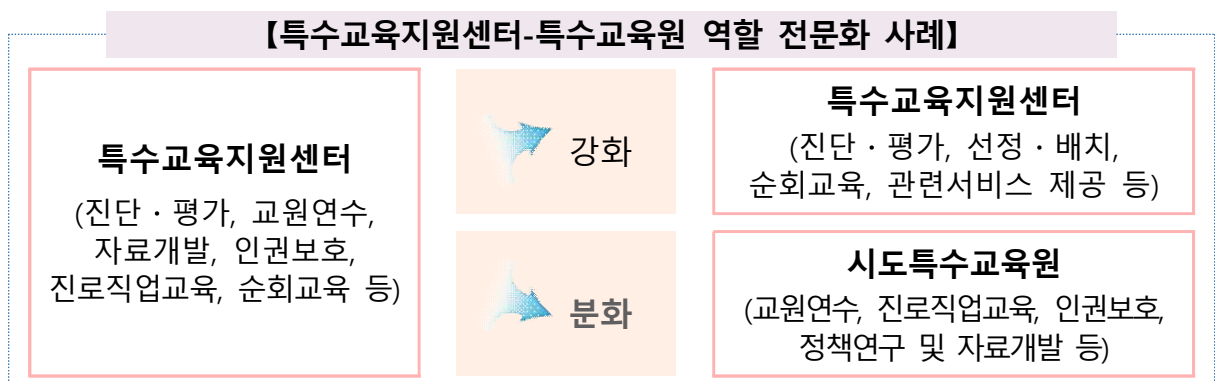 【특수교육지원센터-특수교육원 역할 전문화 사례】
특수교육지원센터
(진단・평가, 교원연수,
자료개발, 인권보호,
진로직업교육, 순회교육 등)
강화
특수교육지원센터
(진단・평가, 선정・배치,
순회교육, 관련서비스 제공 등)
분화
시도특수교육원
(교원연수, 진로직업교육, 인권보호,
정책연구 및 자료개발 등)